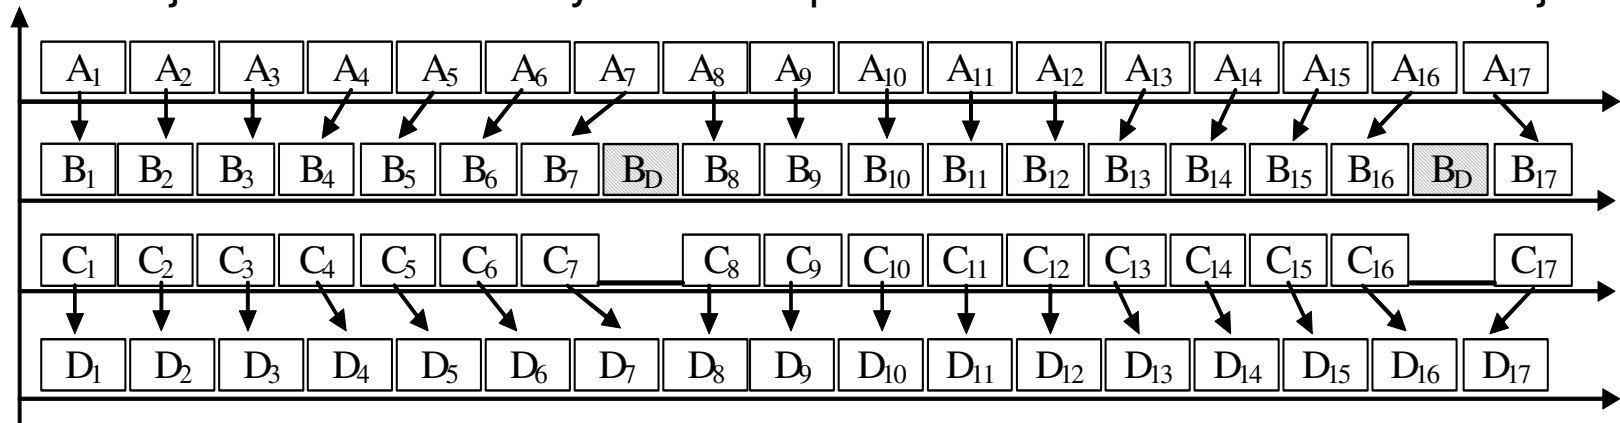 A1 A2 A3 A4 A5 A6 A7 A8 A9 A10 A11 A12 A13 A14 A15 A16 A17
B1 B2 B3 B4 B5 B6 B7 BD B8 B9 B10 B11 B12 B13 B14 B15 B16 BD B17
C1 C2 C3 C4 C5 C6 C7 C8 C9 C10 C11 C12 C13 C14 C15 C16 C17
D1 D2 D3 D4 D5 D6 D7 D8 D9 D10 D11 D12 D13 D14 D15 D16 D17